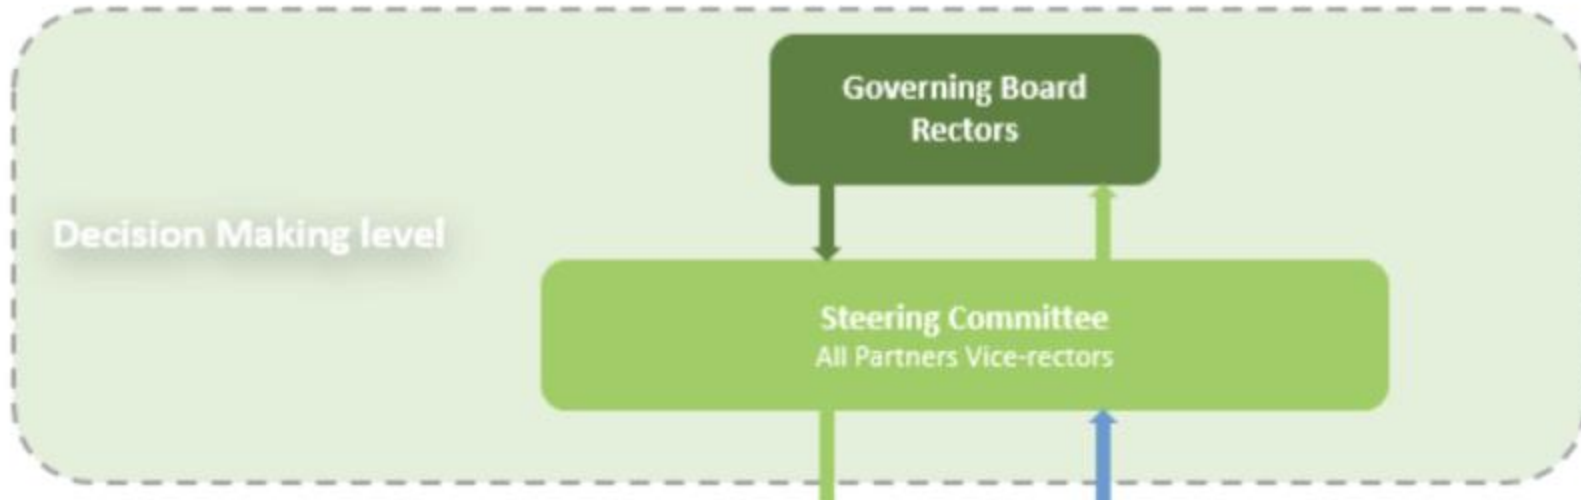 Governing Board
Rectors
Decision Making level
Steering Committee
All Partners Vice-rectors